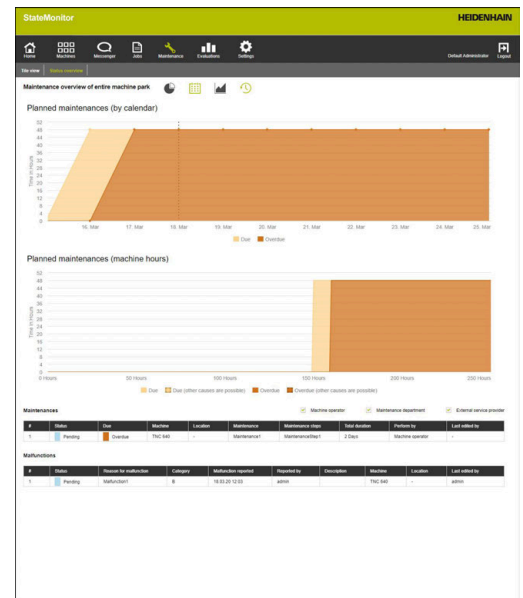 StateMonitor HEIDENHAIN
Home Machines Messenger Jobs Maintenance Evaluations Settings Default Administrator Logout
Tile view Status overview
Maintenance overview of entire machine park
Planned maintenances (by calendar)
Time in Hours
52
48
44
40
36
32
28
24
20
16
12
8
4
0
16. Mar 17. Mar 18. Mar 19. Mar 20. Mar 21. Mar 22. Mar 23. Mar 24. Mar 25. Mar
Due Overdue
Planned maintenances (machine hours)
Time in Hours
52
48
44
40
36
32
28
24
20
16
12
8
4
0 Hours 50 Hours 100 Hours 150 Hours 200 Hours 250 Hours
Due Due (other causes are possible) Overdue Overdue (other causes are possible)
Maintenances Machine operator Maintenance department External service provider
# Status Due Machine Location Maintenance Maintenance steps Total duration Perform by Last edited by
1 Pending Overdue TNC 640 - Maintenance1 MaintenanceStep1 2 Days Machine operator -
Malfunctions
# Status Reason for malfunction Category Malfunction reported Reported by Description Machine Location Last edited by
1 Pending Malfunction1 B 19.03.20 12:03 admin TNC 640 - admin